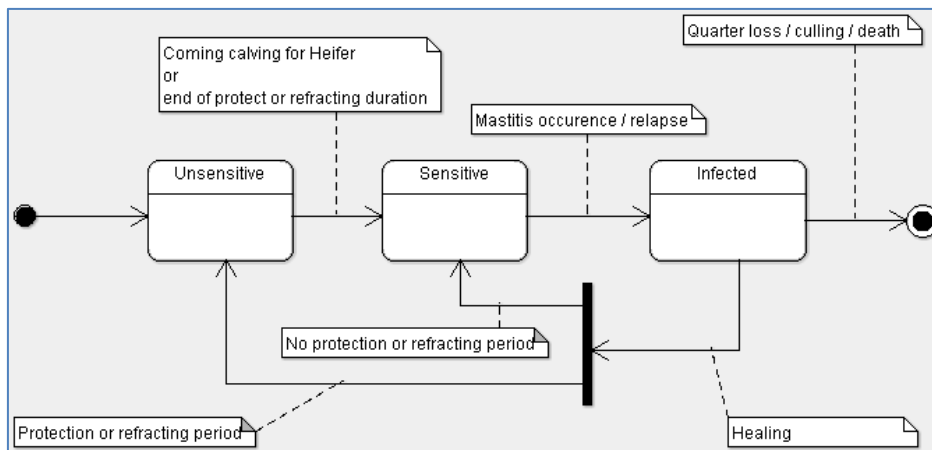 Quarter loss / culling / death
Coming calving for Heifer
or
end of protect or refracting duration
Mastitis occurence / relapse
Unsensitive
Sensitive
Infected
No protection or refracting period
Protection or refracting period
Healing